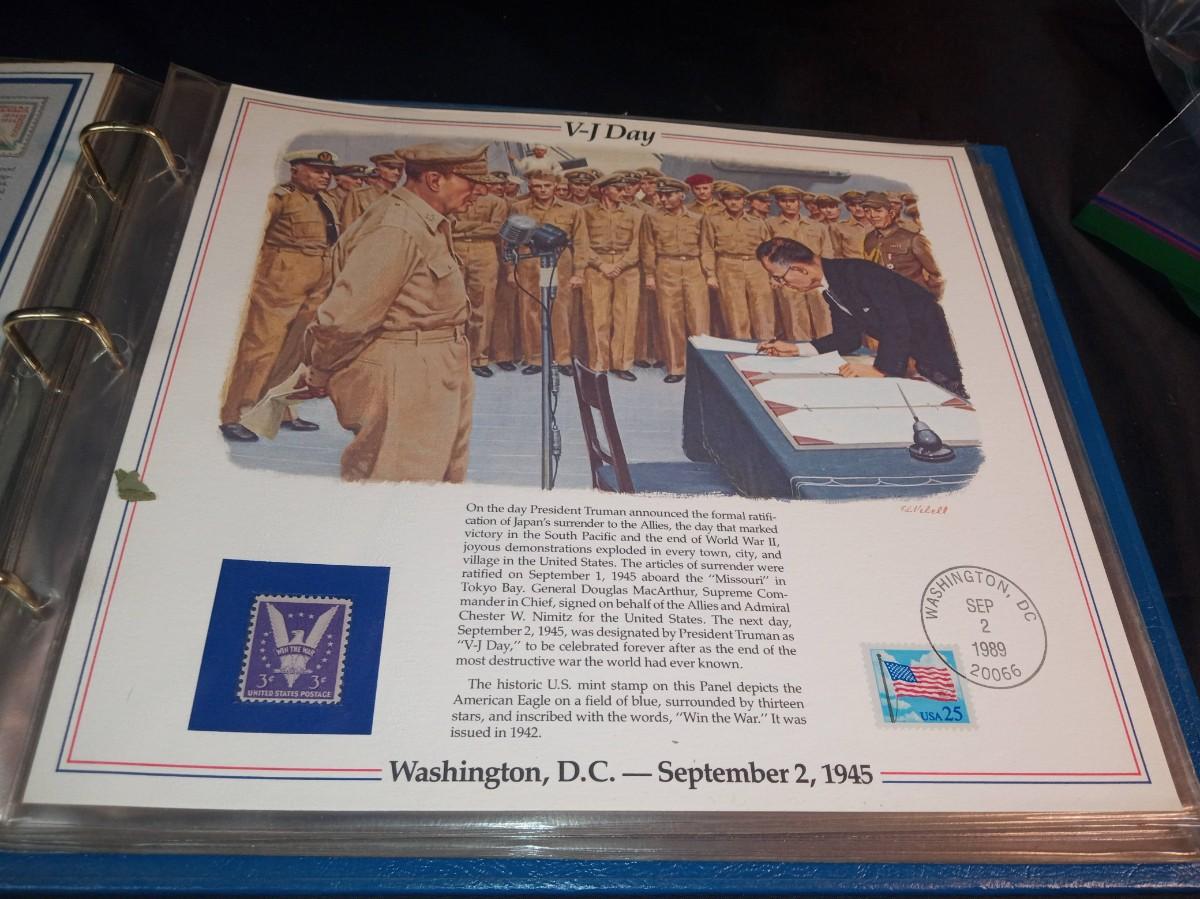 V-J Day
On the day President Truman announced the formal ratifi-
cation of Japan's surrender to the Allies, the day that marked
victory in the South Pacific and the end of World War II,
joyous demonstrations exploded in every town, city, and
village in the United States. The articles of surrender were
ratified on September 1, 1945 aboard the "Missouri" in
Tokyo Bay. General Douglas MacArthur, Supreme Com-
mander in Chief, signed on behalf of the Allies and Admiral
Chester W. Nimitz for the United States. The next day,
September 2, 1945, was designated by President Truman as
"V-J Day," to be celebrated forever after as the end of the
most destructive war the world had ever known.
The historic U.S. mint stamp on this Panel depicts the
American Eagle on a field of blue, surrounded by thirteen
stars, and inscribed with the words, "Win the War." It was
issued in 1942.
WIN THE WAR
3¢ 3¢
UNITED STATES POSTAGE
WASHINGTON, DC
SEP
2
1989
20066
USA 25
Washington, D.C. — September 2, 1945